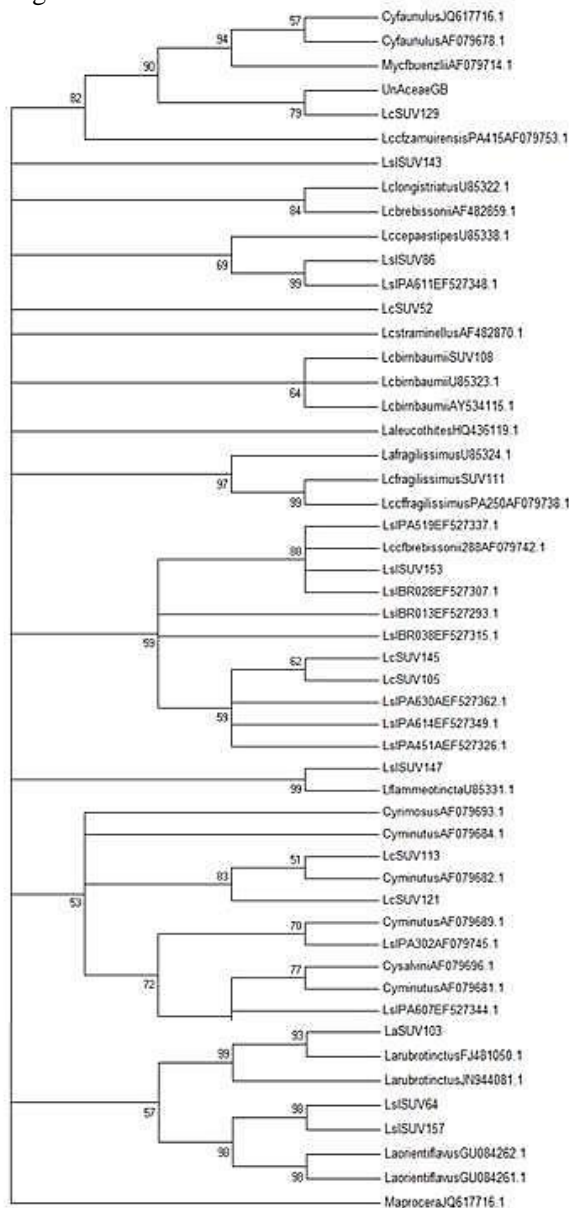 57
CyfaunulusJQ617716.1
94
CyfaunulusAF079678.1
90
MycfbuenzliiAF079714.1
82
UnAceaeGB
79
LcSUV129
LccfzamuirensisPA415AF079753.1
LslSUV143
LclongistriatusU85322.1
84
LcbrebissoniiAF482859.1
LccepaestipesU85338.1
69
LslSUV86
99
LslPA611EF527348.1
LcSUV52
LcstraminellusAF482870.1
LcbirnbaumiiSUV108
LcbirnbaumiiU85323.1
64
LcbirnbaumiiAY534115.1
LaleucothitesHQ436119.1
LafragilissimusU85324.1
97
LcfragilissimusSUV111
99
LccffragilissimusPA250AF079738.1
LslPA519EF527337.1
88
Lccfbrebissonii288AF079742.1
LslSUV153
LslBR028EF527307.1
LslBR013EF527293.1
59
LslBR038EF527315.1
62
LcSUV145
LcSUV105
LslPA630AEF527362.1
59
LslPA614EF527349.1
LslPA451AEF527326.1
LslSUV147
99
LflammeotinctaU85331.1
CyrimosusAF079693.1
CyminutusAF079684.1
51
LcSUV113
83
CyminutusAF079682.1
53
LcSUV121
70
CyminutusAF079689.1
LslPA302AF079745.1
72
77
CysalviniAF079696.1
CyminutusAF079681.1
LslPA607EF527344.1
93
LaSUV103
99
LarubrotinctusFJ481050.1
LarubrotinctusJN944081.1
57
98
LslSUV64
LslSUV157
98
LaorientiflavusGU084262.1
98
LaorientiflavusGU084261.1
MaproceraJQ617716.1